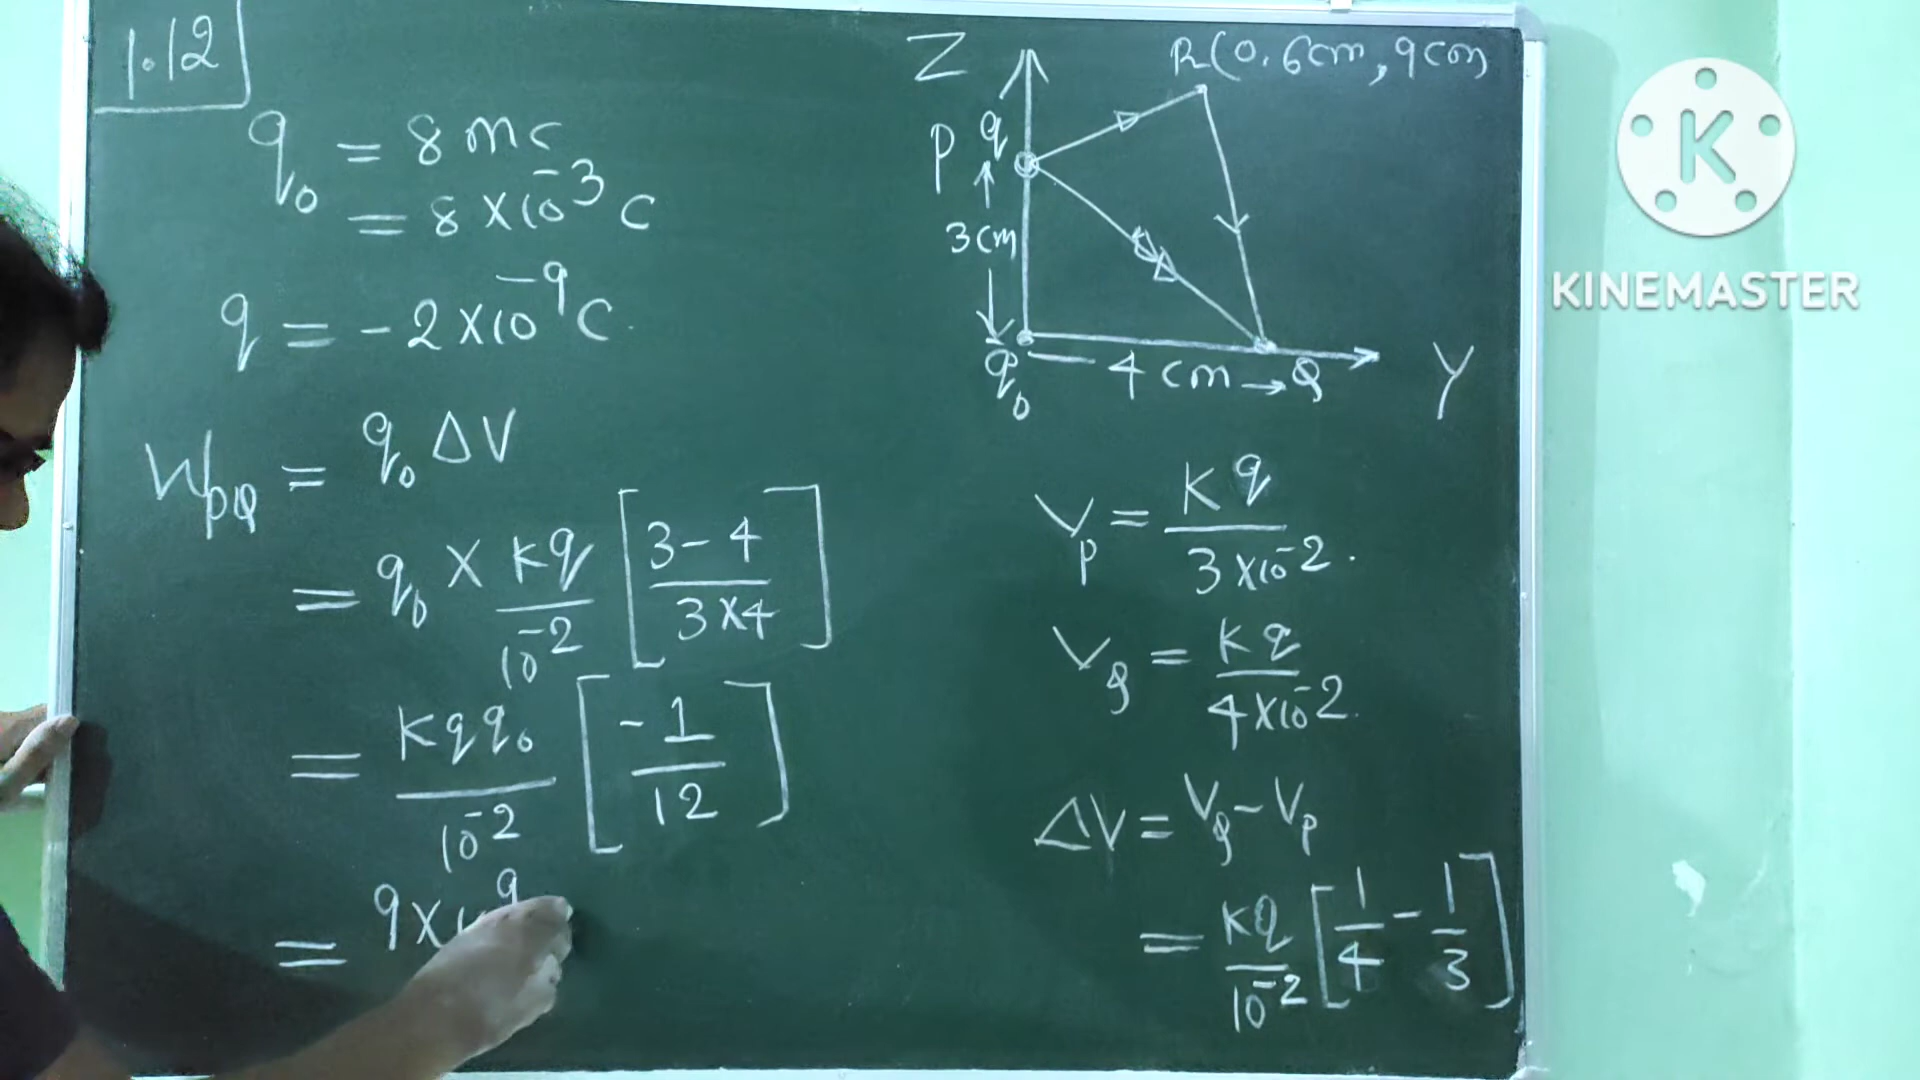 1.12
q₀ = 8 mc
= 8 × 10⁻³ C
q = -2 × 10⁻⁹ C.
W_PQ = q₀ ΔV
= q₀ × Kq/10⁻² [3-4/3×4]
= Kqq₀/10⁻² [-1/12]
= 9×10⁹
Z
R(0, 6cm, 9cm)
P q
3cm
q₀ 4 cm → Q
Y
V_P = Kq/3×10⁻².
V_Q = Kq/4×10⁻².
ΔV = V_Q - V_P
= Kq/10⁻² [1/4 - 1/3]
K
KINEMASTER